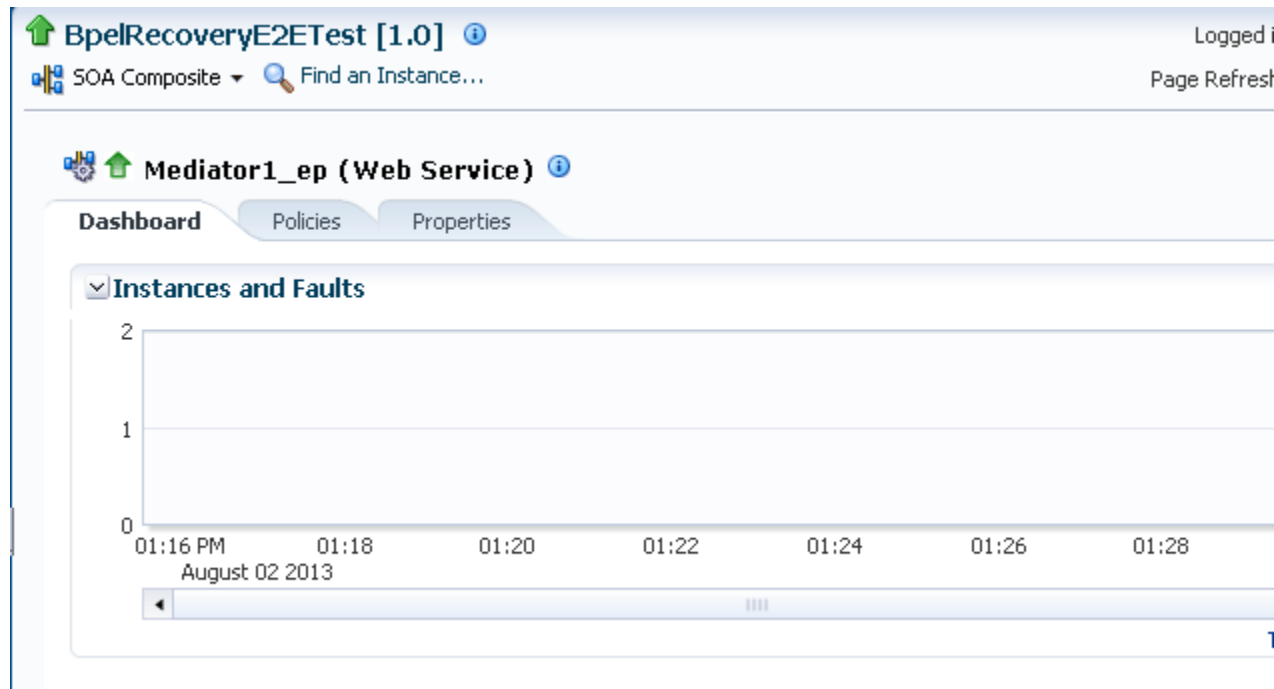 BpelRecoveryE2ETest [1.0]
Logged
SOA Composite Find an Instance...
Page
Mediator1_ep (Web Service)
Dashboard Policies Properties
Instances and Faults
2
1
0
01:16 PM 01:18 01:20 01:22 01:24 01:26 01:28
August 02 2013